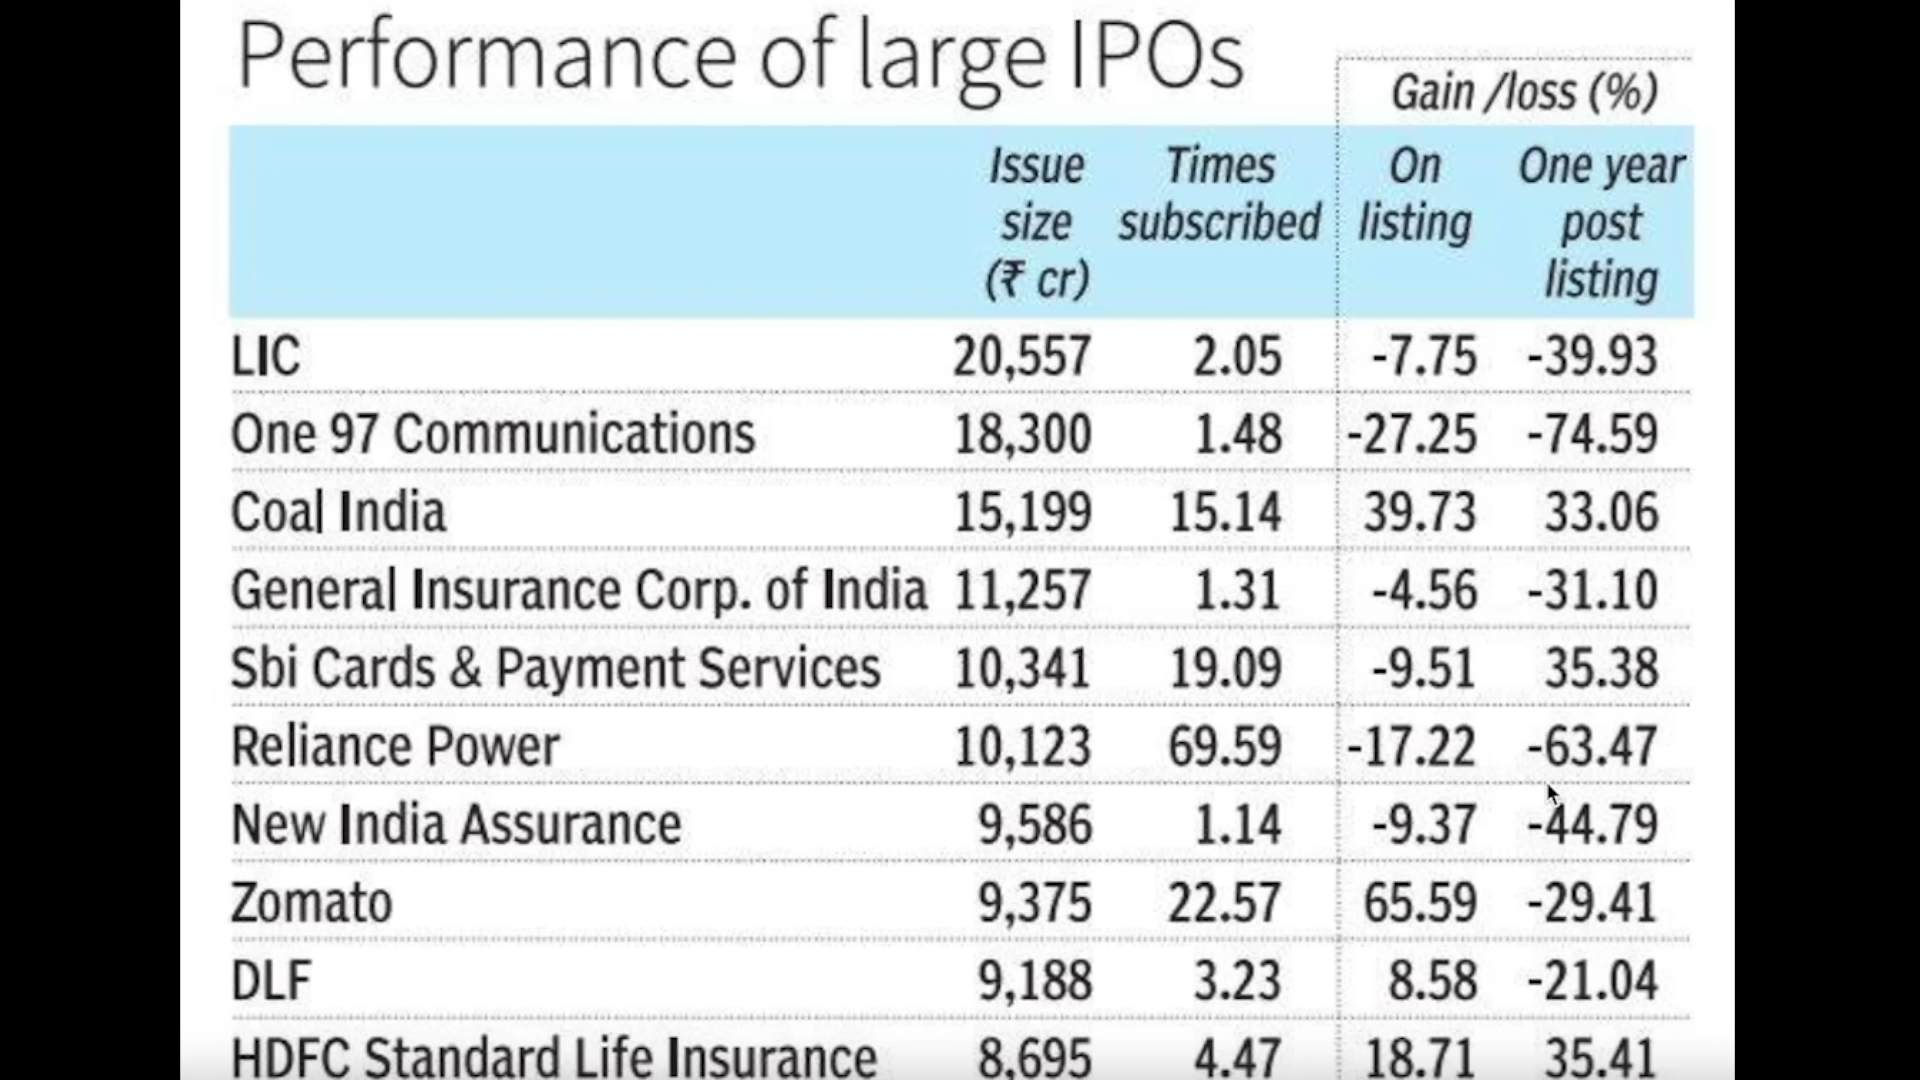 Performance of large IPOs
Gain /loss (%)
Issue size (₹ cr) Times subscribed On listing One year post listing
LIC 20,557 2.05 -7.75 -39.93
One 97 Communications 18,300 1.48 -27.25 -74.59
Coal India 15,199 15.14 39.73 33.06
General Insurance Corp. of India 11,257 1.31 -4.56 -31.10
Sbi Cards & Payment Services 10,341 19.09 -9.51 35.38
Reliance Power 10,123 69.59 -17.22 -63.47
New India Assurance 9,586 1.14 -9.37 -44.79
Zomato 9,375 22.57 65.59 -29.41
DLF 9,188 3.23 8.58 -21.04
HDFC Standard Life Insurance 8,695 4.47 18.71 35.41